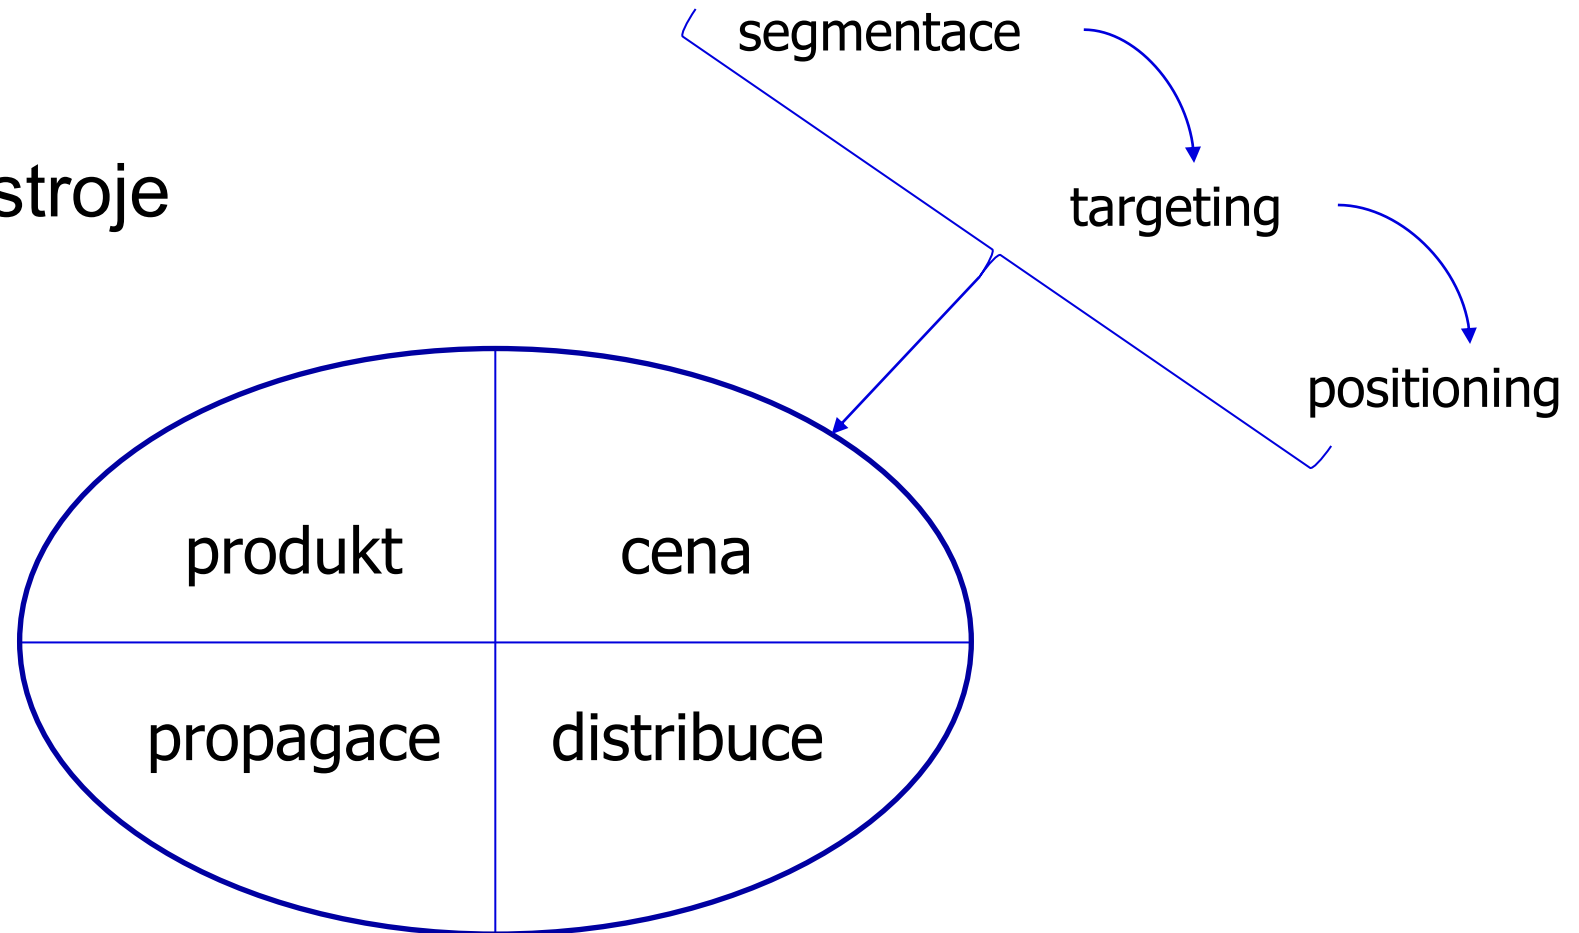 segmentace
stroje
targeting
positioning
produkt
cena
propagace
distribuce